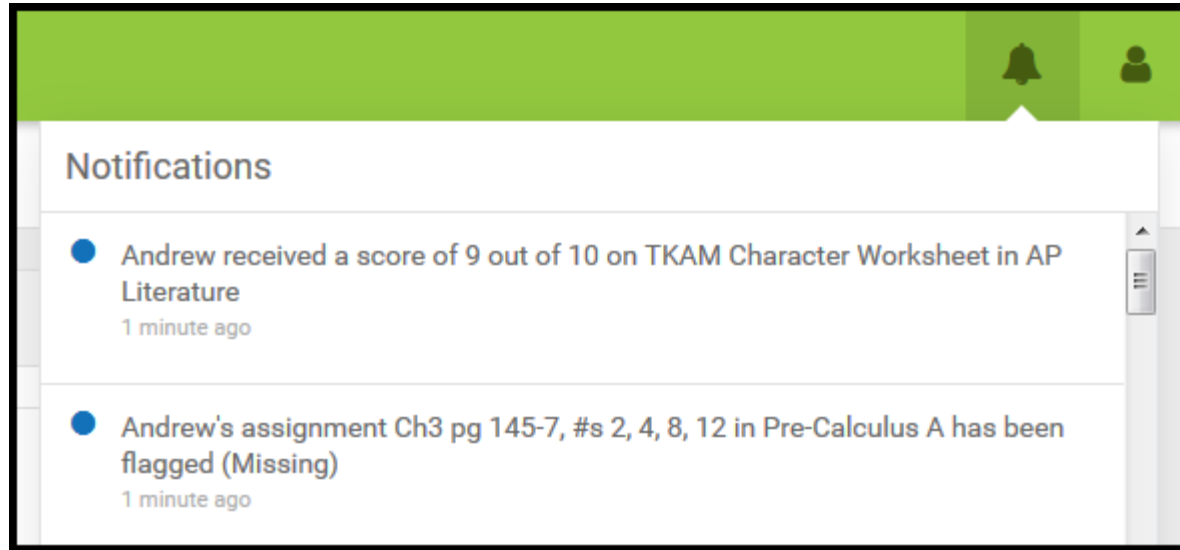 Notifications
Andrew received a score of 9 out of 10 on TKAM Character Worksheet in AP
Literature
1 minute ago
Andrew's assignment Ch3 pg 145-7, #s 2, 4, 8, 12 in Pre-Calculus A has been
flagged (Missing)
1 minute ago